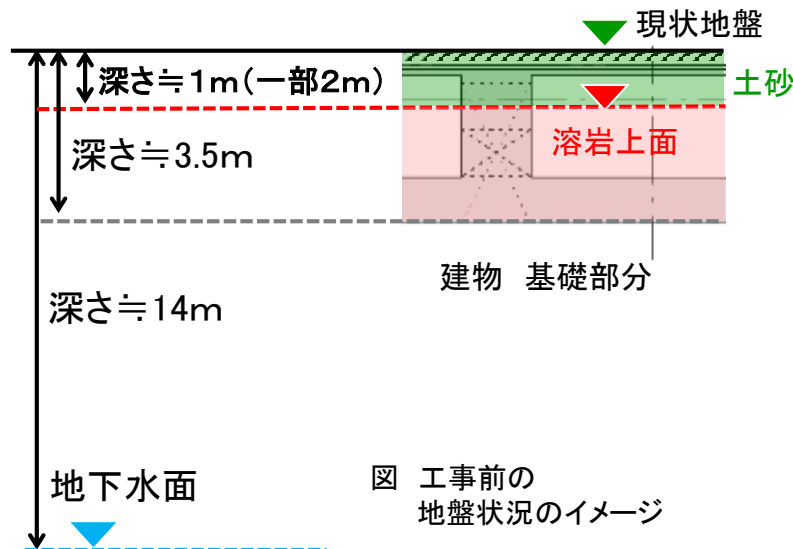 現状地盤
深さ≒1m(一部2m)
土砂
溶岩上面
深さ≒3.5m
建物 基礎部分
深さ≒14m
地下水面
図 工事前の
地盤状況のイメージ